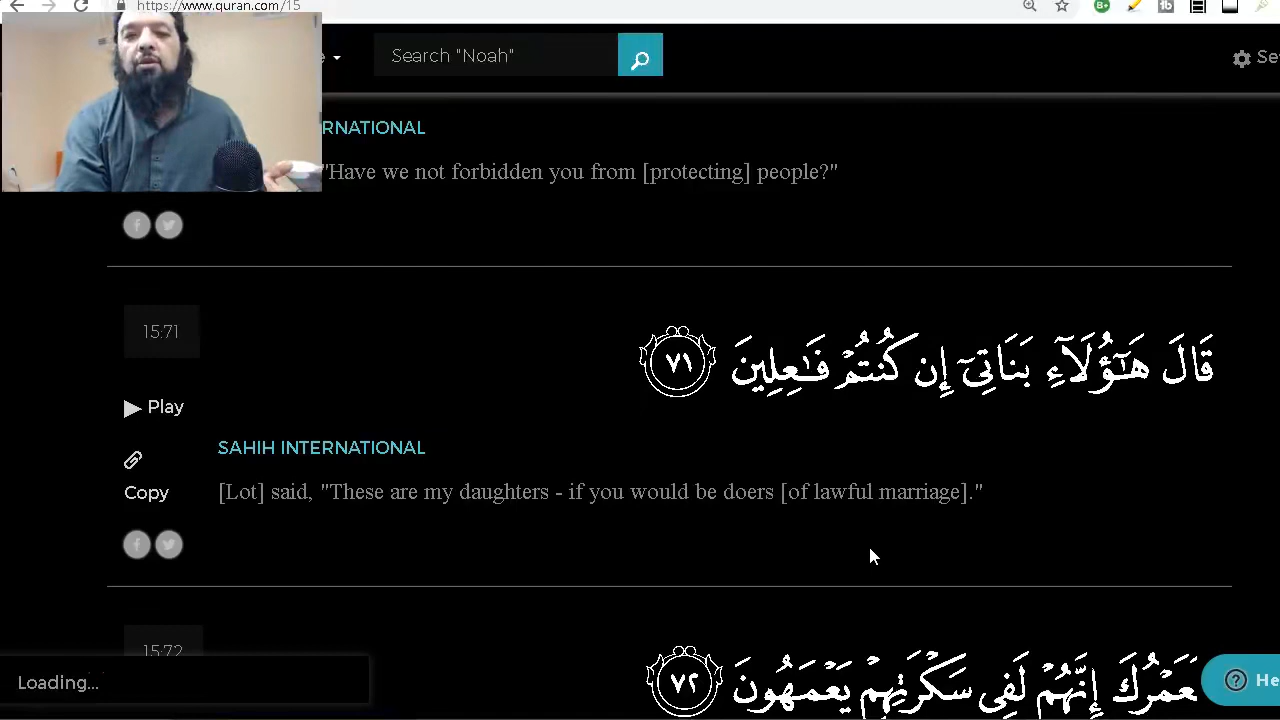 https://www.quran.com/15
Search "Noah"
Se
RNATIONAL
"Have we not forbidden you from [protecting] people?"
15:71
قَالَ هَـٰٓؤُلَآءِ بَنَاتِىٓ إِن كُنتُمْ فَـٰعِلِينَ ٧١
Play
SAHIH INTERNATIONAL
Copy
[Lot] said, "These are my daughters - if you would be doers [of lawful marriage]."
15:72
لَعَمْرُكَ إِنَّهُمْ لَفِى سَكْرَتِهِمْ يَعْمَهُونَ ٧٢
Loading...
He